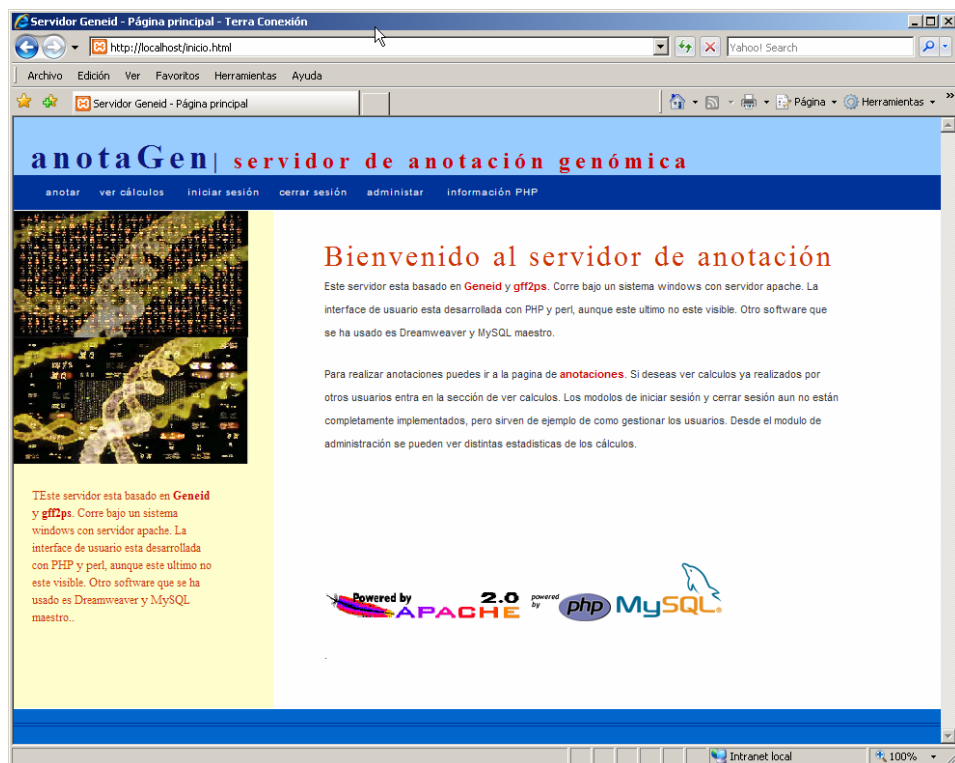 Servidor Geneid - Página principal - Terra Conexión
http://localhost/inicio.html
Yahoo! Search
Archivo Edición Ver Favoritos Herramientas Ayuda
Servidor Geneid - Página principal
Página Herramientas »
anotaGen| servidor de anotación genómica
anotar ver cálculos iniciar sesión cerrar sesión administar información PHP
Bienvenido al servidor de anotación
Este servidor esta basado en Geneid y gff2ps. Corre bajo un sistema windows con servidor apache. La
interface de usuario esta desarrollada con PHP y perl, aunque este ultimo no este visible. Otro software que
se ha usado es Dreamweaver y MySQL maestro.
Para realizar anotaciones puedes ir a la pagina de anotaciones. Si deseas ver calculos ya realizados por
otros usuarios entra en la sección de ver calculos. Los modolos de iniciar sesión y cerrar sesión aun no están
completamente implementados, pero sirven de ejemplo de como gestionar los usuarios. Desde el modulo de
administración se pueden ver distintas estadisticas de los cálculos.
TEste servidor esta basado en Geneid
y gff2ps. Corre bajo un sistema
windows con servidor apache. La
interface de usuario esta desarrollada
con PHP y perl, aunque este ultimo no
este visible. Otro software que se ha
usado es Dreamweaver y MySQL
maestro..
Powered by APACHE 2.0
powered by php
MySQL
.
Intranet local
100%